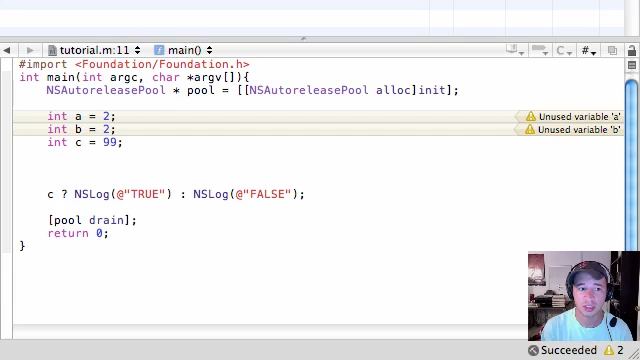 tutorial.m:11 main() C #
#import <Foundation/Foundation.h>
int main(int argc, char *argv[]){
NSAutoreleasePool * pool = [[NSAutoreleasePool alloc]init];
int a = 2; Unused variable 'a'
int b = 2; Unused variable 'b'
int c = 99;
c ? NSLog(@"TRUE") : NSLog(@"FALSE");
[pool drain];
return 0;
}
Succeeded 2